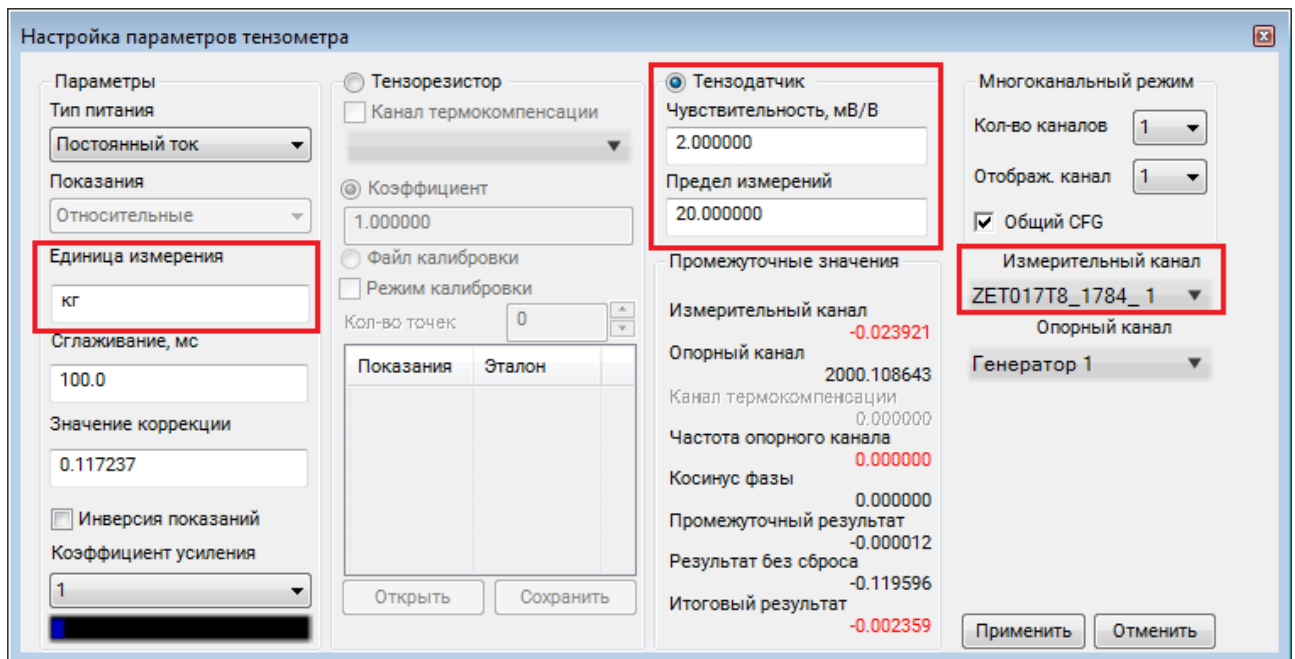 Настройка параметров тензометра
Параметры
Тип питания
Постоянный ток
Показания
Относительные
Единица измерения
кг
Сглаживание, мс
100.0
Значение коррекции
0.117237
Инверсия показаний
Коэффициент усиления
1
Тензорезистор
Канал термокомпенсации
Коэффициент
1.000000
Файл калибровки
Режим калибровки
Кол-во точек 0
Показания Эталон
Открыть Сохранить
Тензодатчик
Чувствительность, мВ/В
2.000000
Предел измерений
20.000000
Промежуточные значения
Измерительный канал
-0.023921
Опорный канал
2000.108643
Канал термокомпенсации
0.000000
Частота опорного канала
0.000000
Косинус фазы
0.000000
Промежуточный результат
-0.000012
Результат без сброса
-0.119596
Итоговый результат
-0.002359
Многоканальный режим
Кол-во каналов 1
Отображ. канал 1
Общий CFG
Измерительный канал
ZET017T8_1784_ 1
Опорный канал
Генератор 1
Применить Отменить